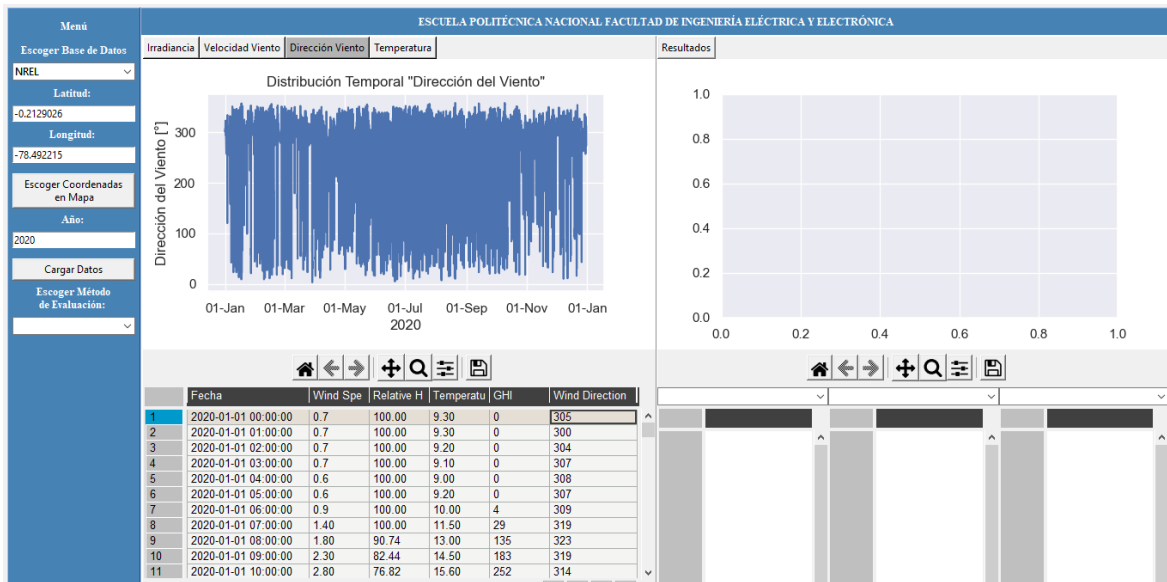 ESCUELA POLITÉCNICA NACIONAL FACULTAD DE INGENIERÍA ELÉCTRICA Y ELECTRÓNICA
Menú
Escoger Base de Datos
NREL
Latitud:
-0.2129026
Longitud:
-78.492215
Escoger Coordenadas
en Mapa
Año:
2020
Cargar Datos
Escoger Método
de Evaluación:
Irradiancia Velocidad Viento Dirección Viento Temperatura
Distribución Temporal "Dirección del Viento"
Dirección del Viento [°]
300
200
100
0
01-Jan 01-Mar 01-May 01-Jul 01-Sep 01-Nov 01-Jan
2020
Fecha Wind Spe Relative H Temperatu GHI Wind Direction
1 2020-01-01 00:00:00 0.7 100.00 9.30 0 305
2 2020-01-01 01:00:00 0.7 100.00 9.30 0 300
3 2020-01-01 02:00:00 0.7 100.00 9.20 0 304
4 2020-01-01 03:00:00 0.7 100.00 9.10 0 307
5 2020-01-01 04:00:00 0.6 100.00 9.00 0 308
6 2020-01-01 05:00:00 0.6 100.00 9.20 0 307
7 2020-01-01 06:00:00 0.9 100.00 10.00 4 309
8 2020-01-01 07:00:00 1.40 100.00 11.50 29 319
9 2020-01-01 08:00:00 1.80 90.74 13.00 135 323
10 2020-01-01 09:00:00 2.30 82.44 14.50 183 319
11 2020-01-01 10:00:00 2.80 76.82 15.60 252 314
Resultados
1.0
0.8
0.6
0.4
0.2
0.0
0.0 0.2 0.4 0.6 0.8 1.0